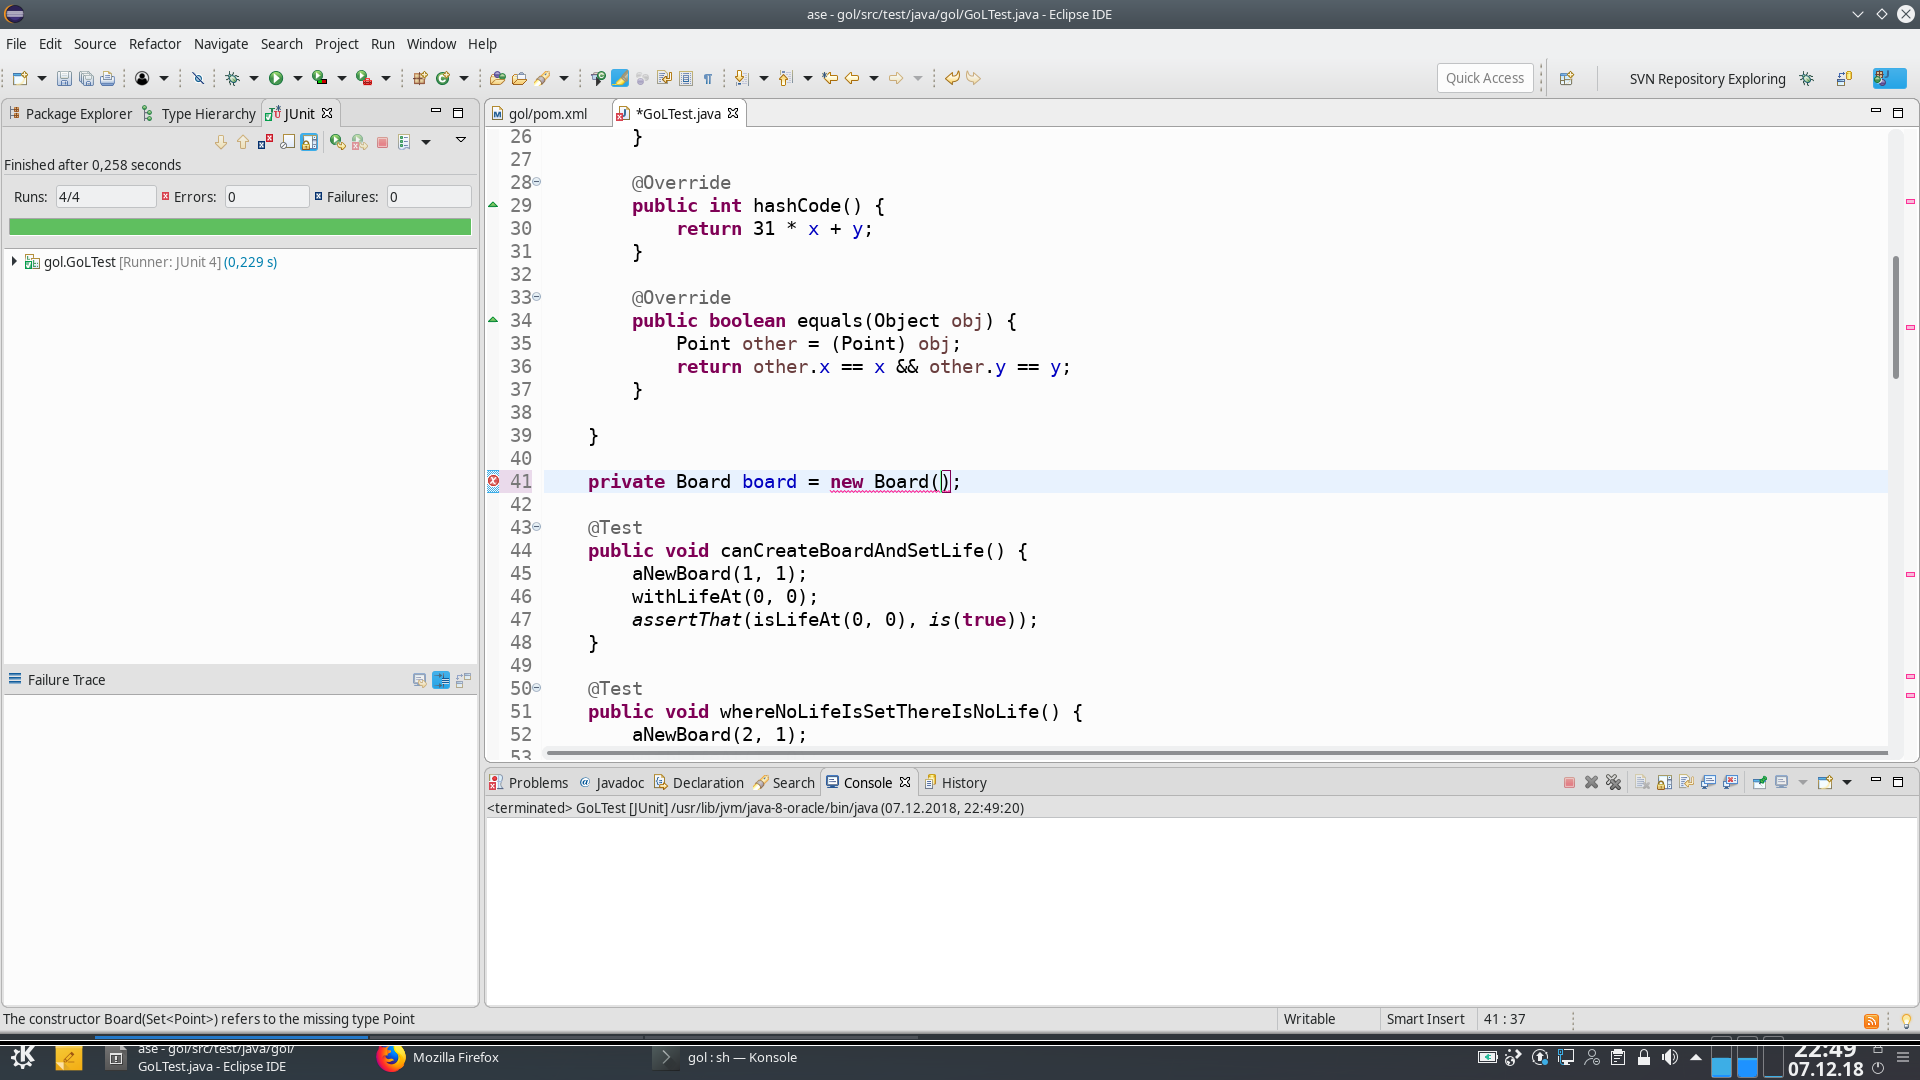 ase - gol/src/test/java/gol/GoLTest.java - Eclipse IDE
File Edit Source Refactor Navigate Search Project Run Window Help
Quick Access
SVN Repository Exploring
Package Explorer Type Hierarchy JUnit
Finished after 0,258 seconds
Runs: 4/4 Errors: 0 Failures: 0
gol.GoLTest [Runner: JUnit 4] (0,229 s)
Failure Trace
gol/pom.xml *GoLTest.java
26 }
27
28 @Override
29 public int hashCode() {
30 return 31 * x + y;
31 }
32
33 @Override
34 public boolean equals(Object obj) {
35 Point other = (Point) obj;
36 return other.x == x && other.y == y;
37 }
38
39 }
40
41 private Board board = new Board();
42
43 @Test
44 public void canCreateBoardAndSetLife() {
45 aNewBoard(1, 1);
46 withLifeAt(0, 0);
47 assertThat(isLifeAt(0, 0), is(true));
48 }
49
50 @Test
51 public void whereNoLifeIsSetThereIsNoLife() {
52 aNewBoard(2, 1);
53
Problems Javadoc Declaration Search Console History
<terminated> GoLTest [JUnit] /usr/lib/jvm/java-8-oracle/bin/java (07.12.2018, 22:49:20)
The constructor Board(Set<Point>) refers to the missing type Point
Writable Smart Insert 41 : 37
ase - gol/src/test/java/gol/
GoLTest.java - Eclipse IDE
Mozilla Firefox
gol : sh — Konsole
22:49
07.12.18